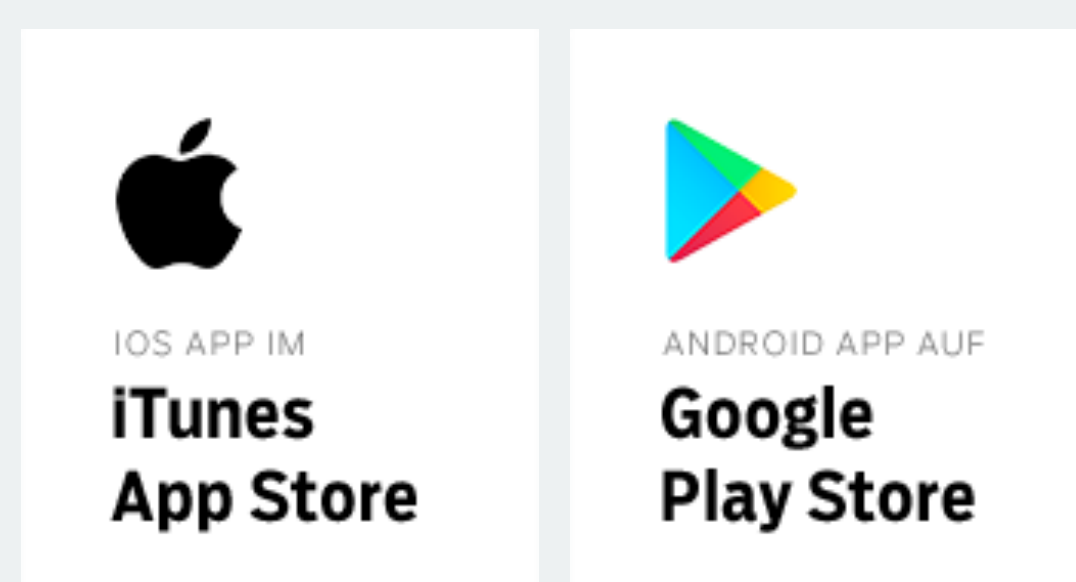 IOS APP IM
iTunes
App Store
ANDROID APP AUF
Google
Play Store